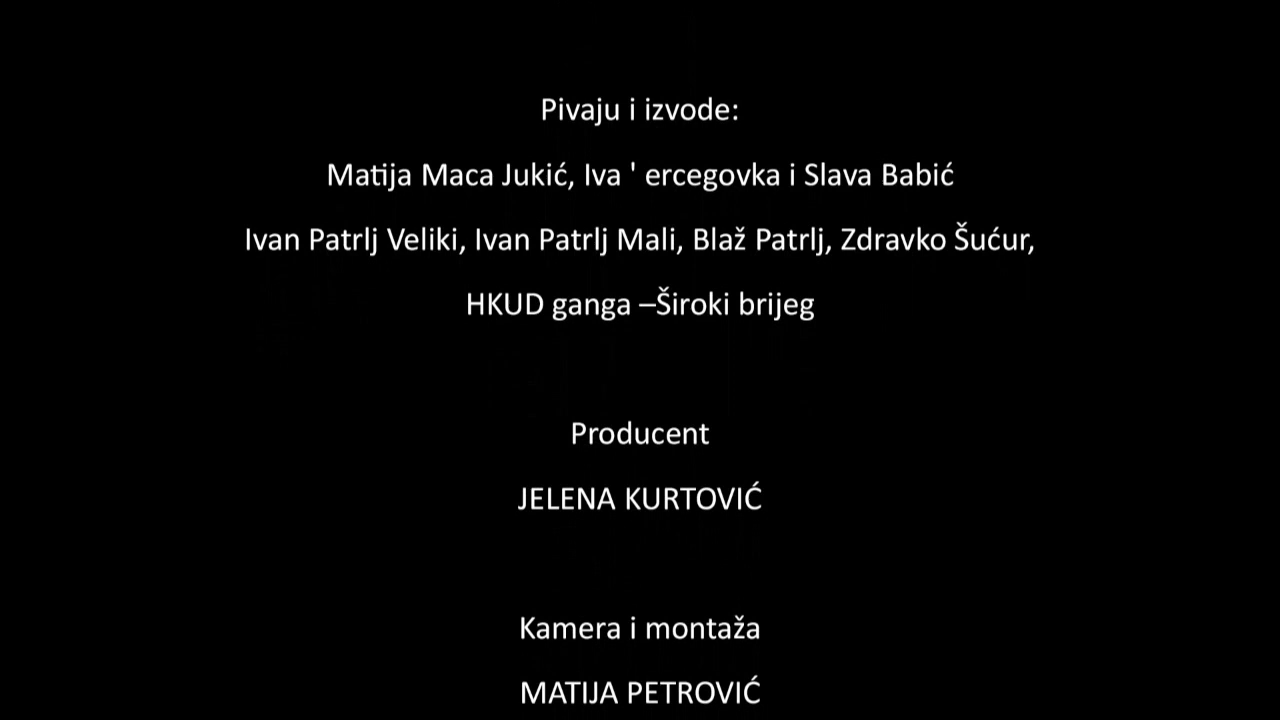 Pivaju i izvode:
Matija Maca Jukić, Iva ' ercegovka i Slava Babić
Ivan Patrlj Veliki, Ivan Patrlj Mali, Blaž Patrlj, Zdravko Šućur,
HKUD ganga –Široki brijeg
Producent
JELENA KURTOVIĆ
Kamera i montaža
MATIJA PETROVIĆ